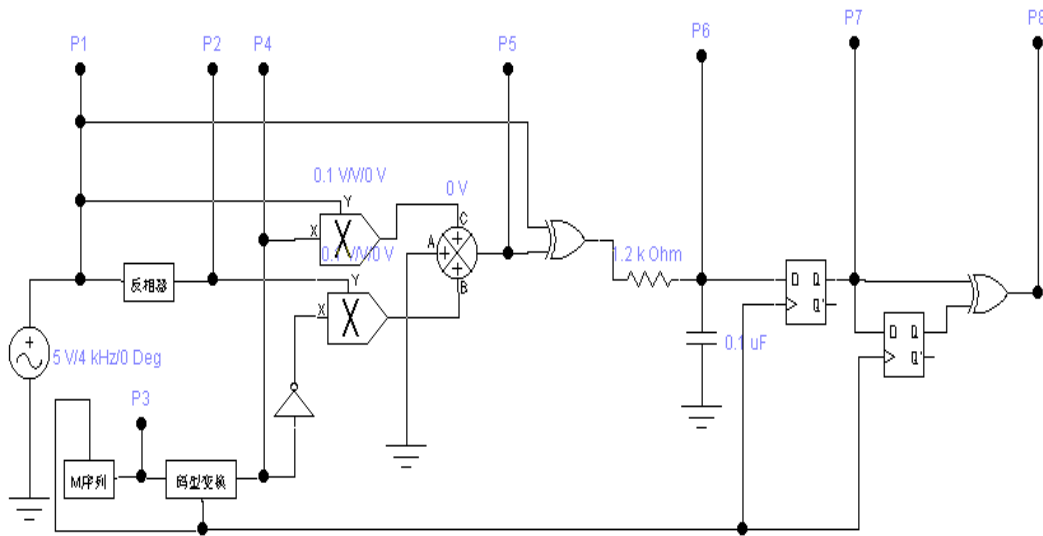 P1
P2
P4
P5
P6
P7
P8
0.1 V/V/0 V
0 V
Y
X
X
C
A
B
0.1 V/V/0 V
1.2 k Ohm
反相器
Y
X
X
D Q
Q'
0.1 uF
D Q
Q'
5 V/4 kHz/0 Deg
P3
M序列
码型变换